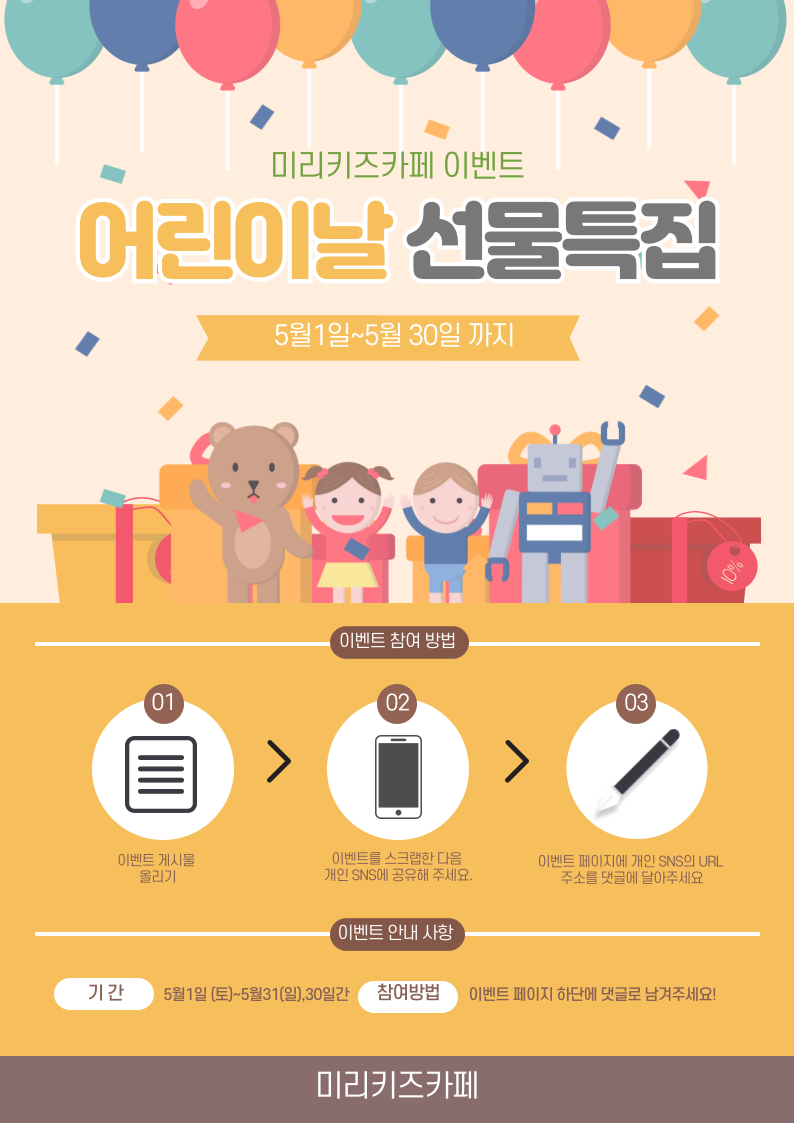 미리키즈카페 이벤트
어린이날 선물특집
5월1일~5월 30일 까지
10%
이벤트 참여 방법
01
02
03
이벤트 게시물
올리기
이벤트를 스크랩한 다음
개인 SNS에 공유해 주세요.
이벤트 페이지에 개인 SNS의 URL
주소를 댓글에 달아주세요
이벤트 안내 사항
기 간
5월1일 (토)~5월31(일),30일간
참여방법
이벤트 페이지 하단에 댓글로 남겨주세요!
미리키즈카페